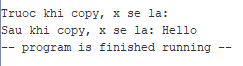 Truoc khi copy, x se la:
Sau khi copy, x se la: Hello
-- program is finished running --